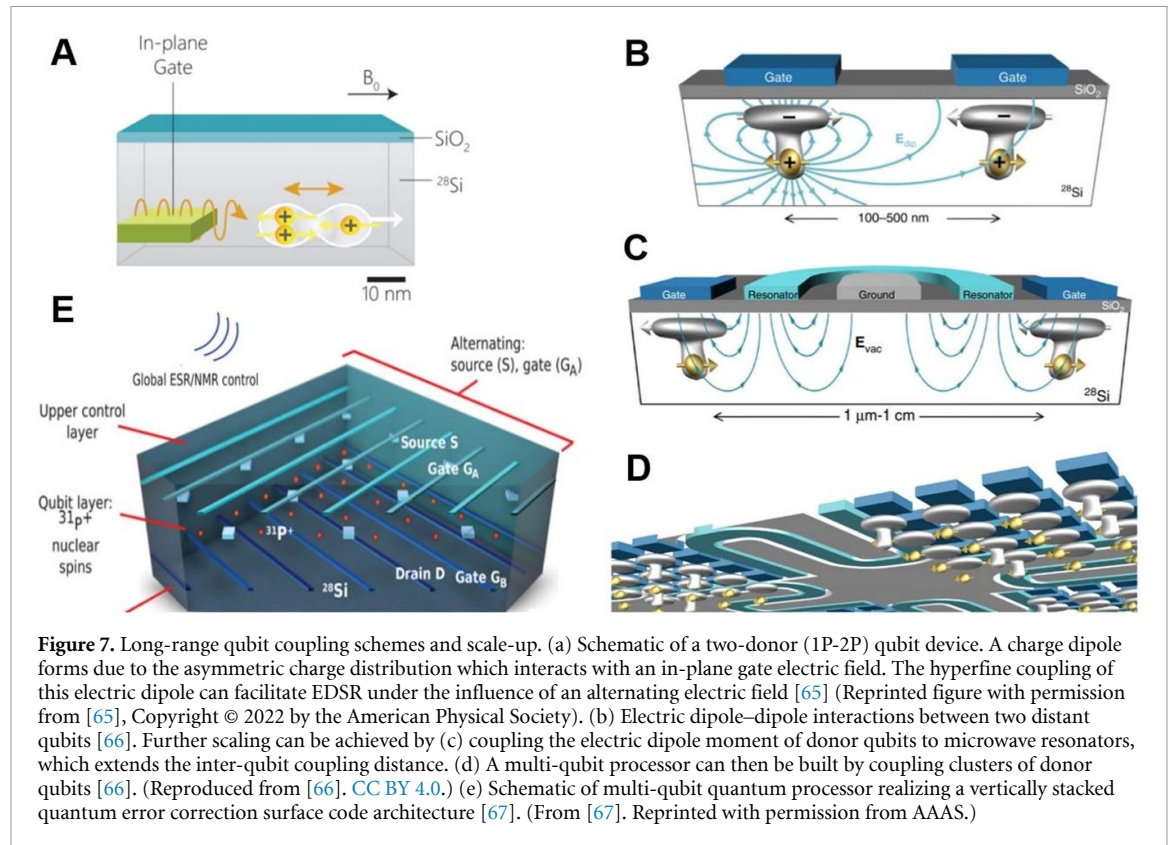 A
In-plane
Gate
B₀
SiO₂
²⁸Si
10 nm
B
Gate
Gate
SiO₂
−
−
E_dip
+
+
²⁸Si
100–500 nm
C
Gate
Resonator
Ground
Resonator
Gate
SiO₂
E_vac
²⁸Si
1 μm-1 cm
D
E
Global ESR/NMR control
Alternating:
source (S), gate (G_A)
Upper control
layer
Source S
Gate G_A
Qubit layer:
³¹P⁺
nuclear
spins
³¹P⁺
Drain D
Gate G_B
²⁸Si
Figure 7. Long-range qubit coupling schemes and scale-up. (a) Schematic of a two-donor (1P-2P) qubit device. A charge dipole
forms due to the asymmetric charge distribution which interacts with an in-plane gate electric field. The hyperfine coupling of
this electric dipole can facilitate EDSR under the influence of an alternating electric field [65] (Reprinted figure with permission
from [65], Copyright © 2022 by the American Physical Society). (b) Electric dipole–dipole interactions between two distant
qubits [66]. Further scaling can be achieved by (c) coupling the electric dipole moment of donor qubits to microwave resonators,
which extends the inter-qubit coupling distance. (d) A multi-qubit processor can then be built by coupling clusters of donor
qubits [66]. (Reproduced from [66]. CC BY 4.0.) (e) Schematic of multi-qubit quantum processor realizing a vertically stacked
quantum error correction surface code architecture [67]. (From [67]. Reprinted with permission from AAAS.)